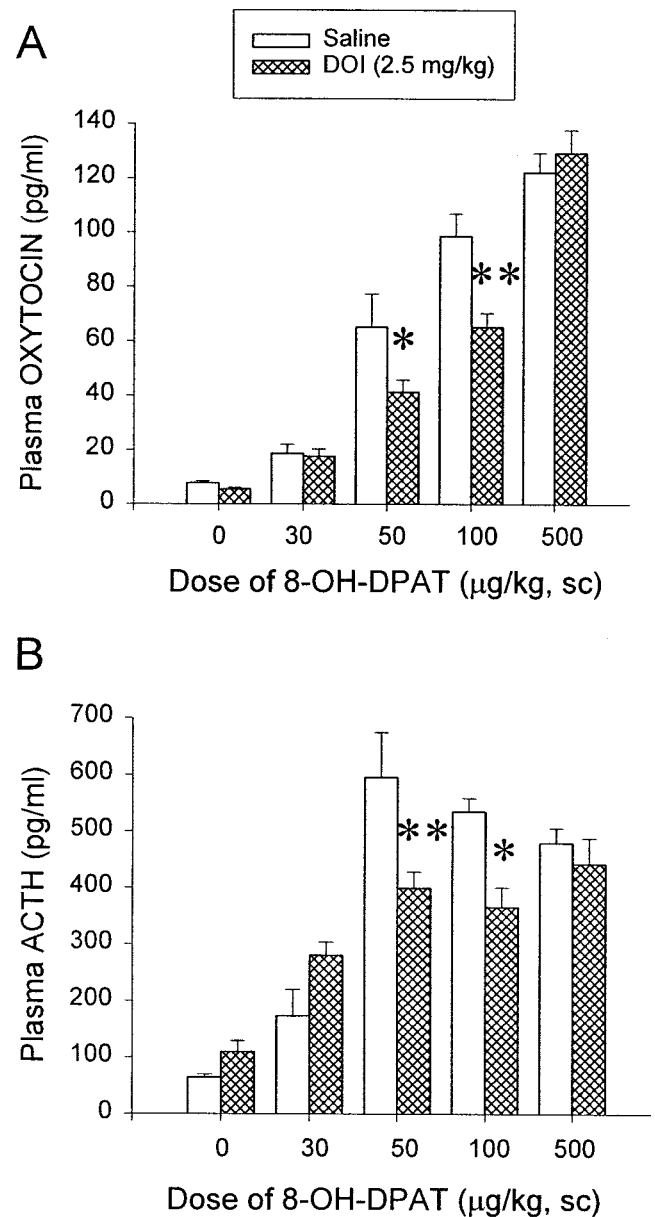 A
Saline
DOI (2.5 mg/kg)
Plasma OXYTOCIN (pg/ml)
140
120
100
80
60
40
20
0
*
**
0 30 50 100 500
Dose of 8-OH-DPAT (μg/kg, sc)
B
Plasma ACTH (pg/ml)
700
600
500
400
300
200
100
0
**
*
0 30 50 100 500
Dose of 8-OH-DPAT (μg/kg, sc)